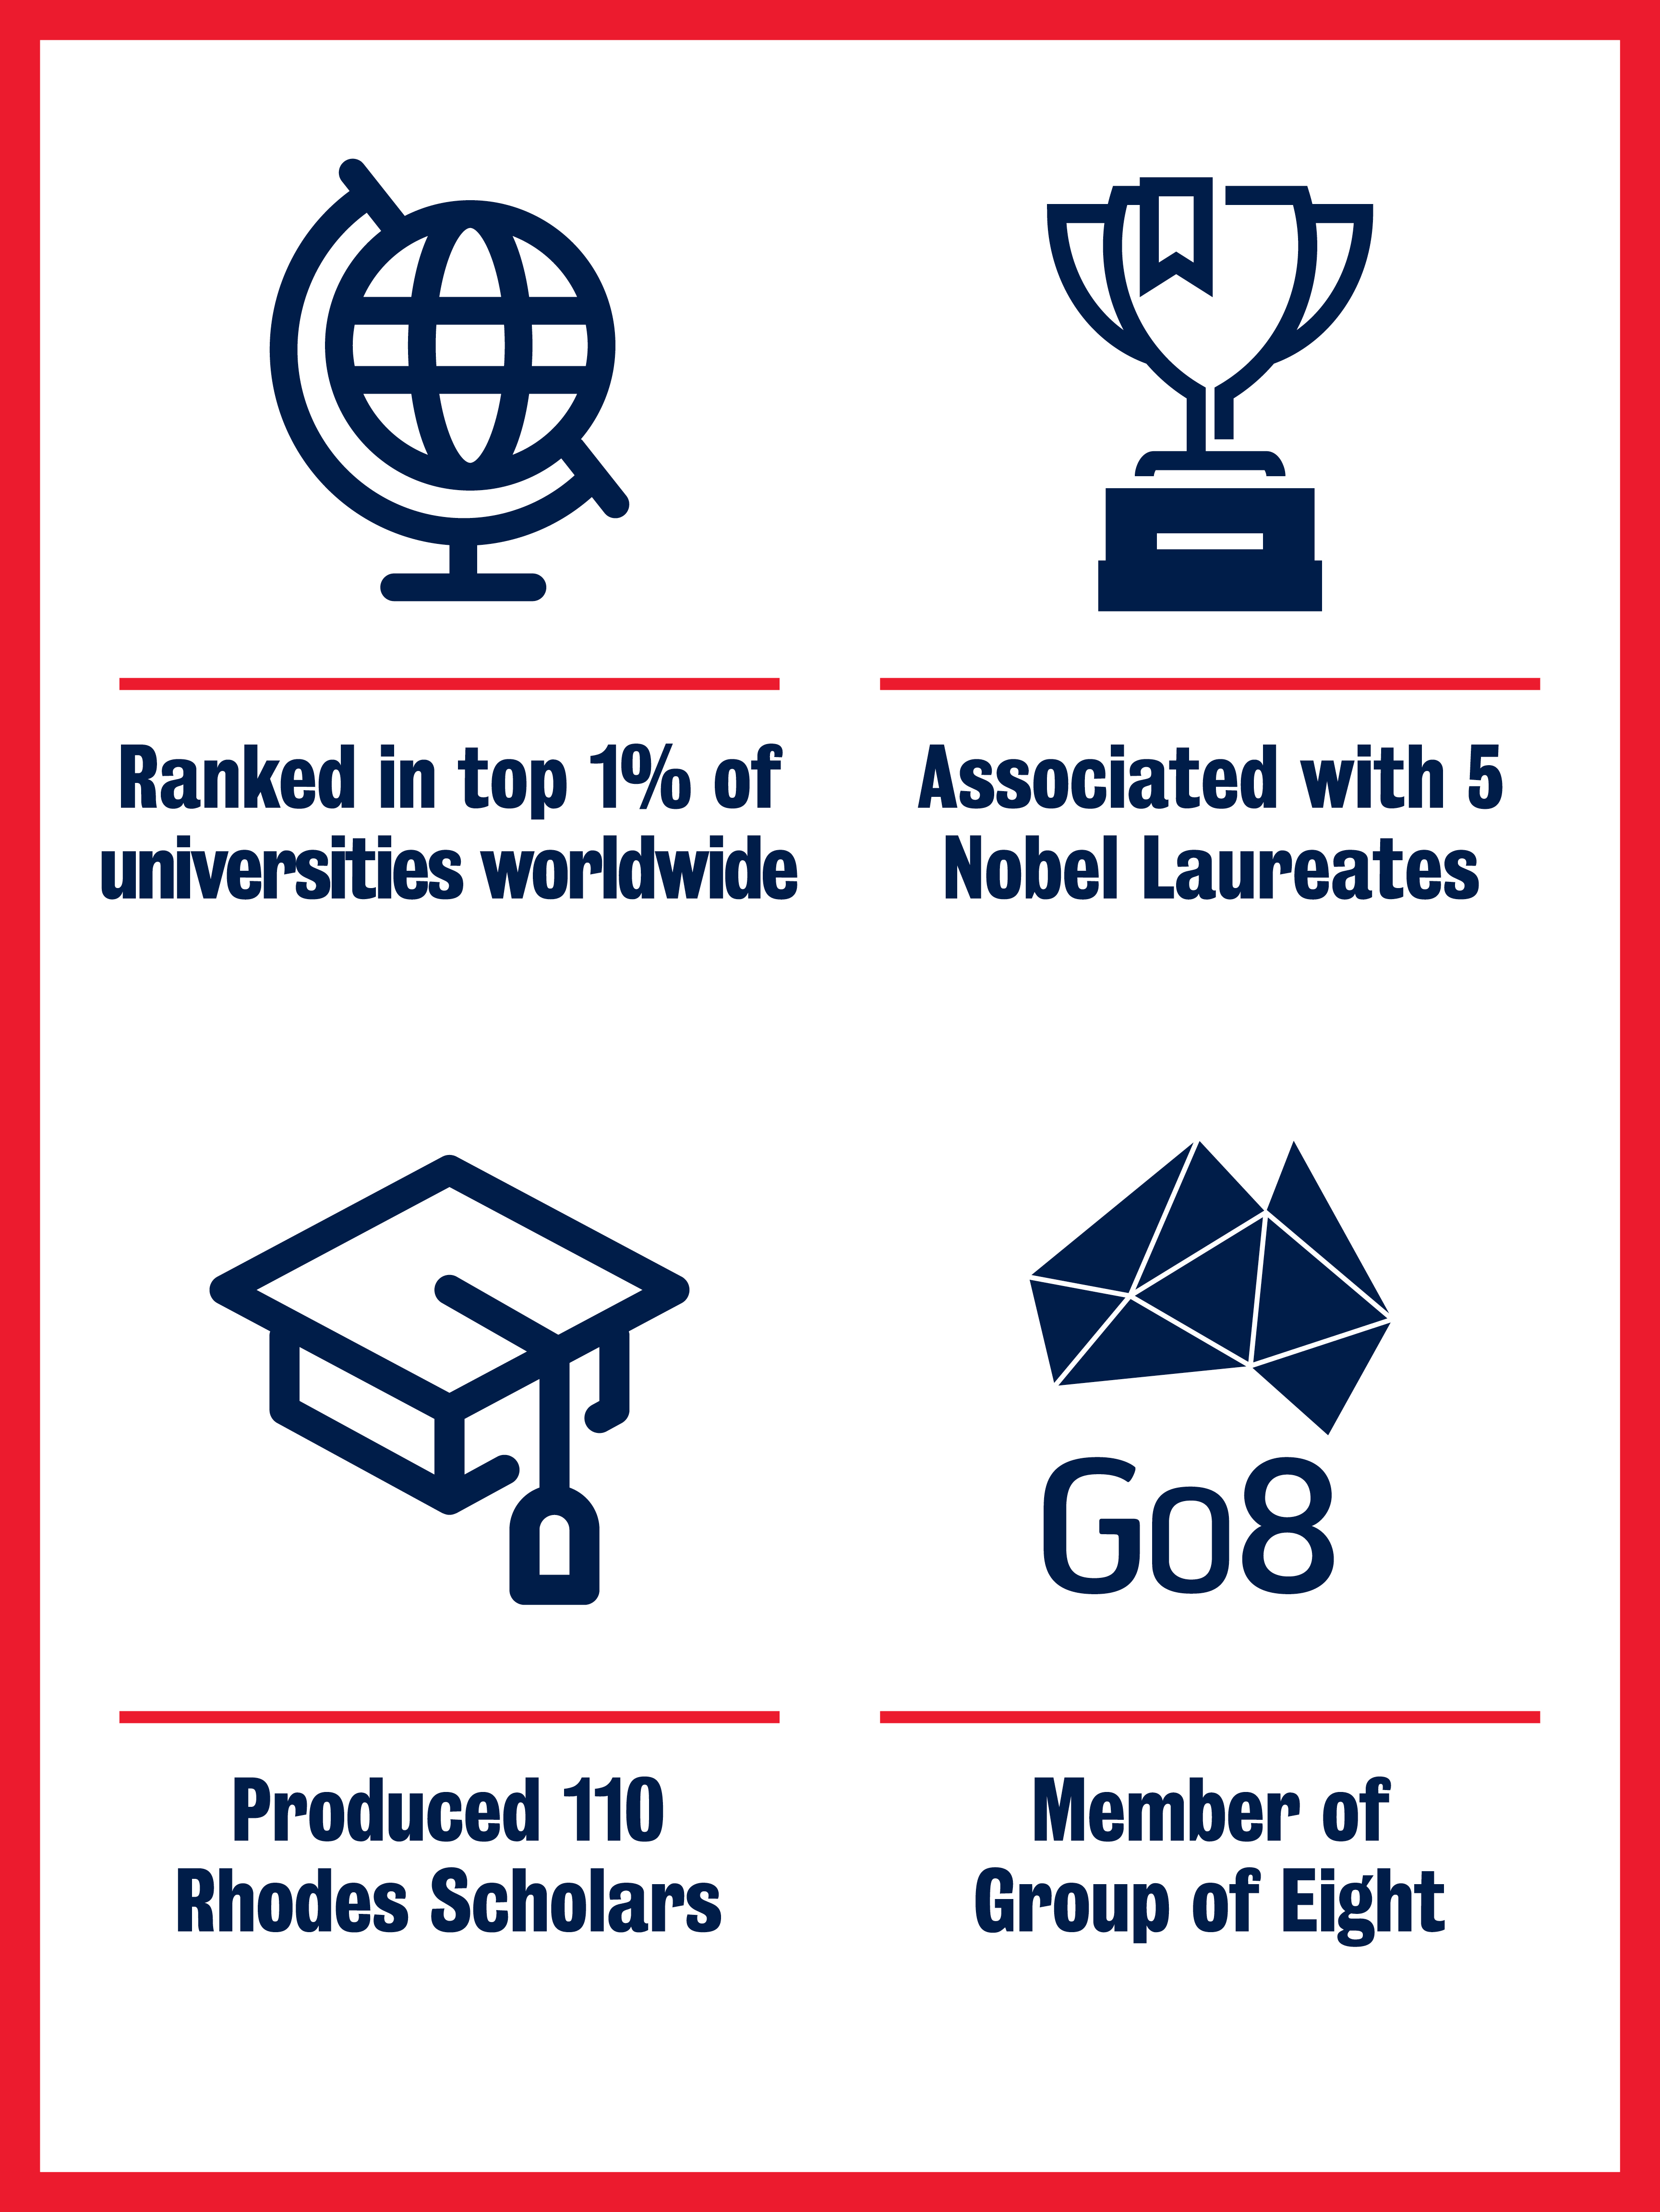 Ranked in top 1% of
universities worldwide
Associated with 5
Nobel Laureates
Go8
Produced 110
Rhodes Scholars
Member of
Group of Eight